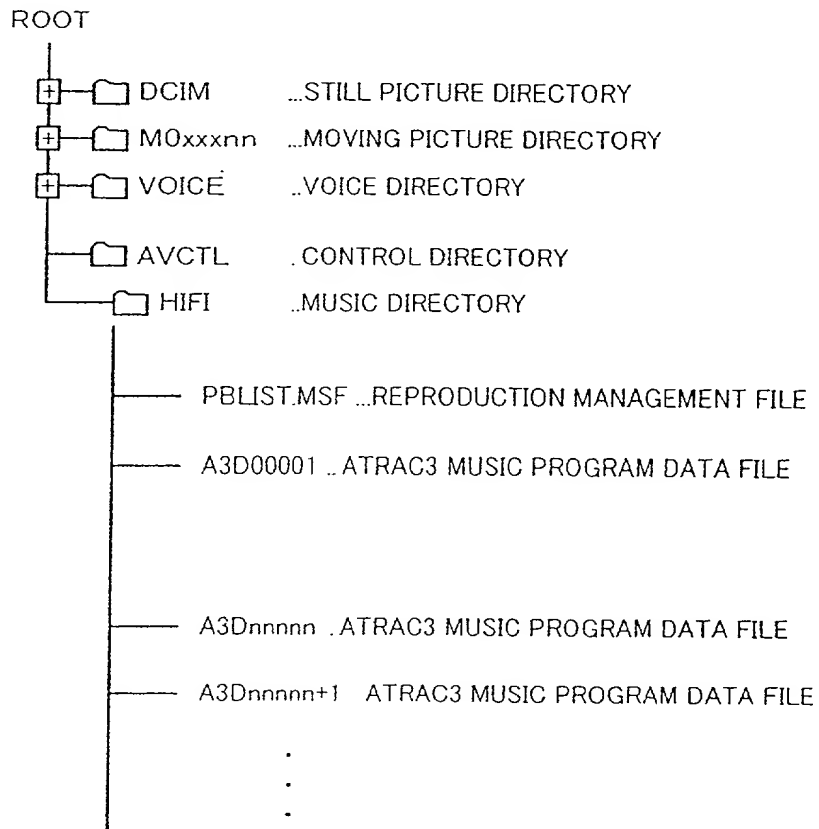 ROOT
DCIM ...STILL PICTURE DIRECTORY
MOxxxnn ...MOVING PICTURE DIRECTORY
VOICE ..VOICE DIRECTORY
AVCTL . CONTROL DIRECTORY
HIFI ..MUSIC DIRECTORY
PBLIST.MSF ...REPRODUCTION MANAGEMENT FILE
A3D00001 .. ATRAC3 MUSIC PROGRAM DATA FILE
A3Dnnnnn . ATRAC3 MUSIC PROGRAM DATA FILE
A3Dnnnnn+1 ATRAC3 MUSIC PROGRAM DATA FILE